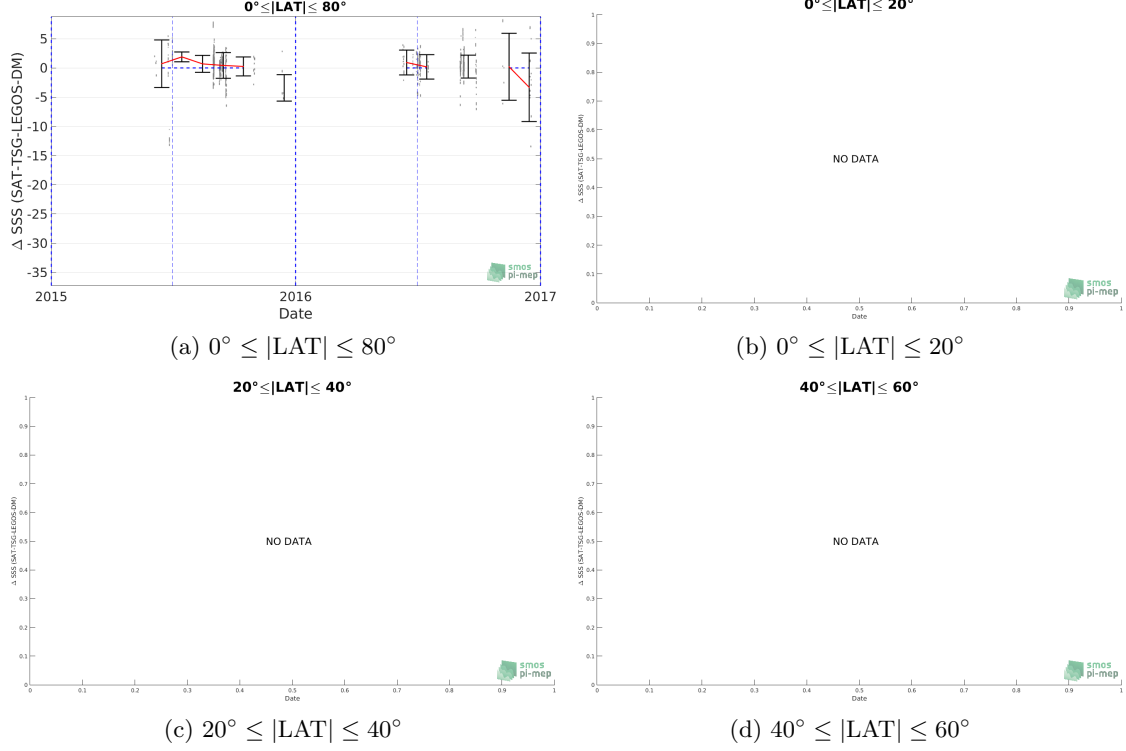 0°≤|LAT|≤ 80°
5
0
-5
-10
-15
-20
-25
-30
-35
Δ SSS (SAT-TSG-LEGOS-DM)
2015
2016
2017
Date
smos
pi-mep
(a) 0° ≤ |LAT| ≤ 80°
0°≤|LAT|≤ 20°
1
0.9
0.8
0.7
0.6
0.5
0.4
0.3
0.2
0.1
0
Δ SSS (SAT-TSG-LEGOS-DM)
NO DATA
0 0.1 0.2 0.3 0.4 0.5 0.6 0.7 0.8 0.9 1
Date
smos
pi-mep
(b) 0° ≤ |LAT| ≤ 20°
20°≤|LAT|≤ 40°
1
0.9
0.8
0.7
0.6
0.5
0.4
0.3
0.2
0.1
0
Δ SSS (SAT-TSG-LEGOS-DM)
NO DATA
0 0.1 0.2 0.3 0.4 0.5 0.6 0.7 0.8 0.9 1
Date
smos
pi-mep
(c) 20° ≤ |LAT| ≤ 40°
40°≤|LAT|≤ 60°
1
0.9
0.8
0.7
0.6
0.5
0.4
0.3
0.2
0.1
0
Δ SSS (SAT-TSG-LEGOS-DM)
NO DATA
0 0.1 0.2 0.3 0.4 0.5 0.6 0.7 0.8 0.9 1
Date
smos
pi-mep
(d) 40° ≤ |LAT| ≤ 60°